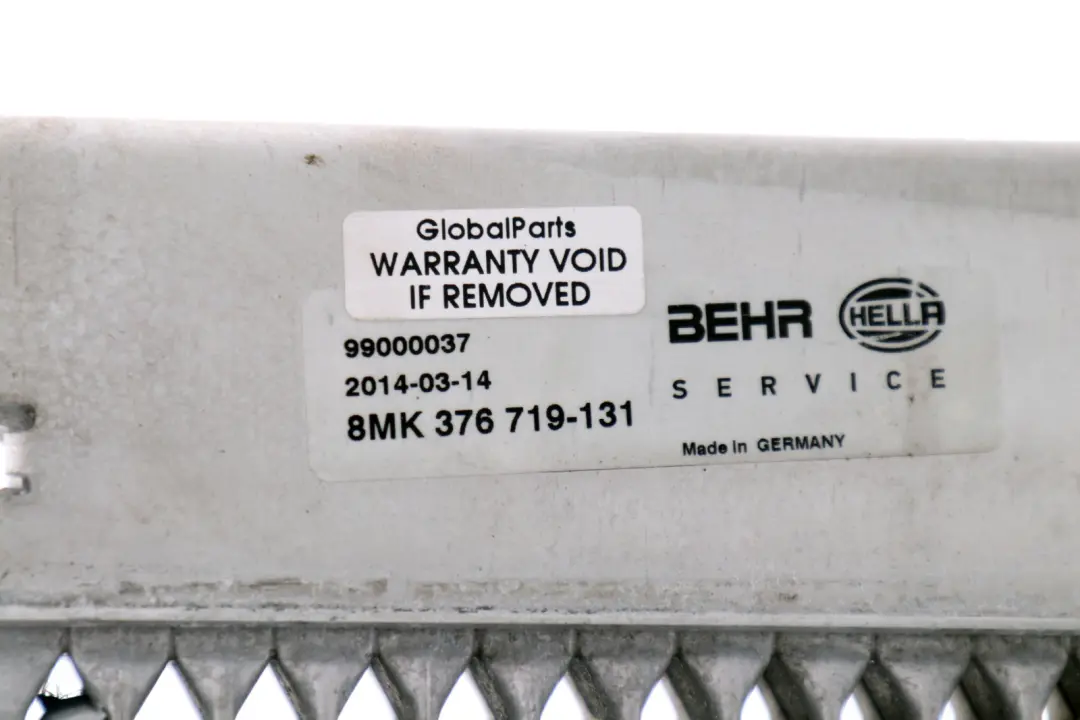 GlobalParts
WARRANTY VOID
IF REMOVED
99000037
2014-03-14
8MK 376 719-131
BEHR HELLA
SERVICE
Made in GERMANY